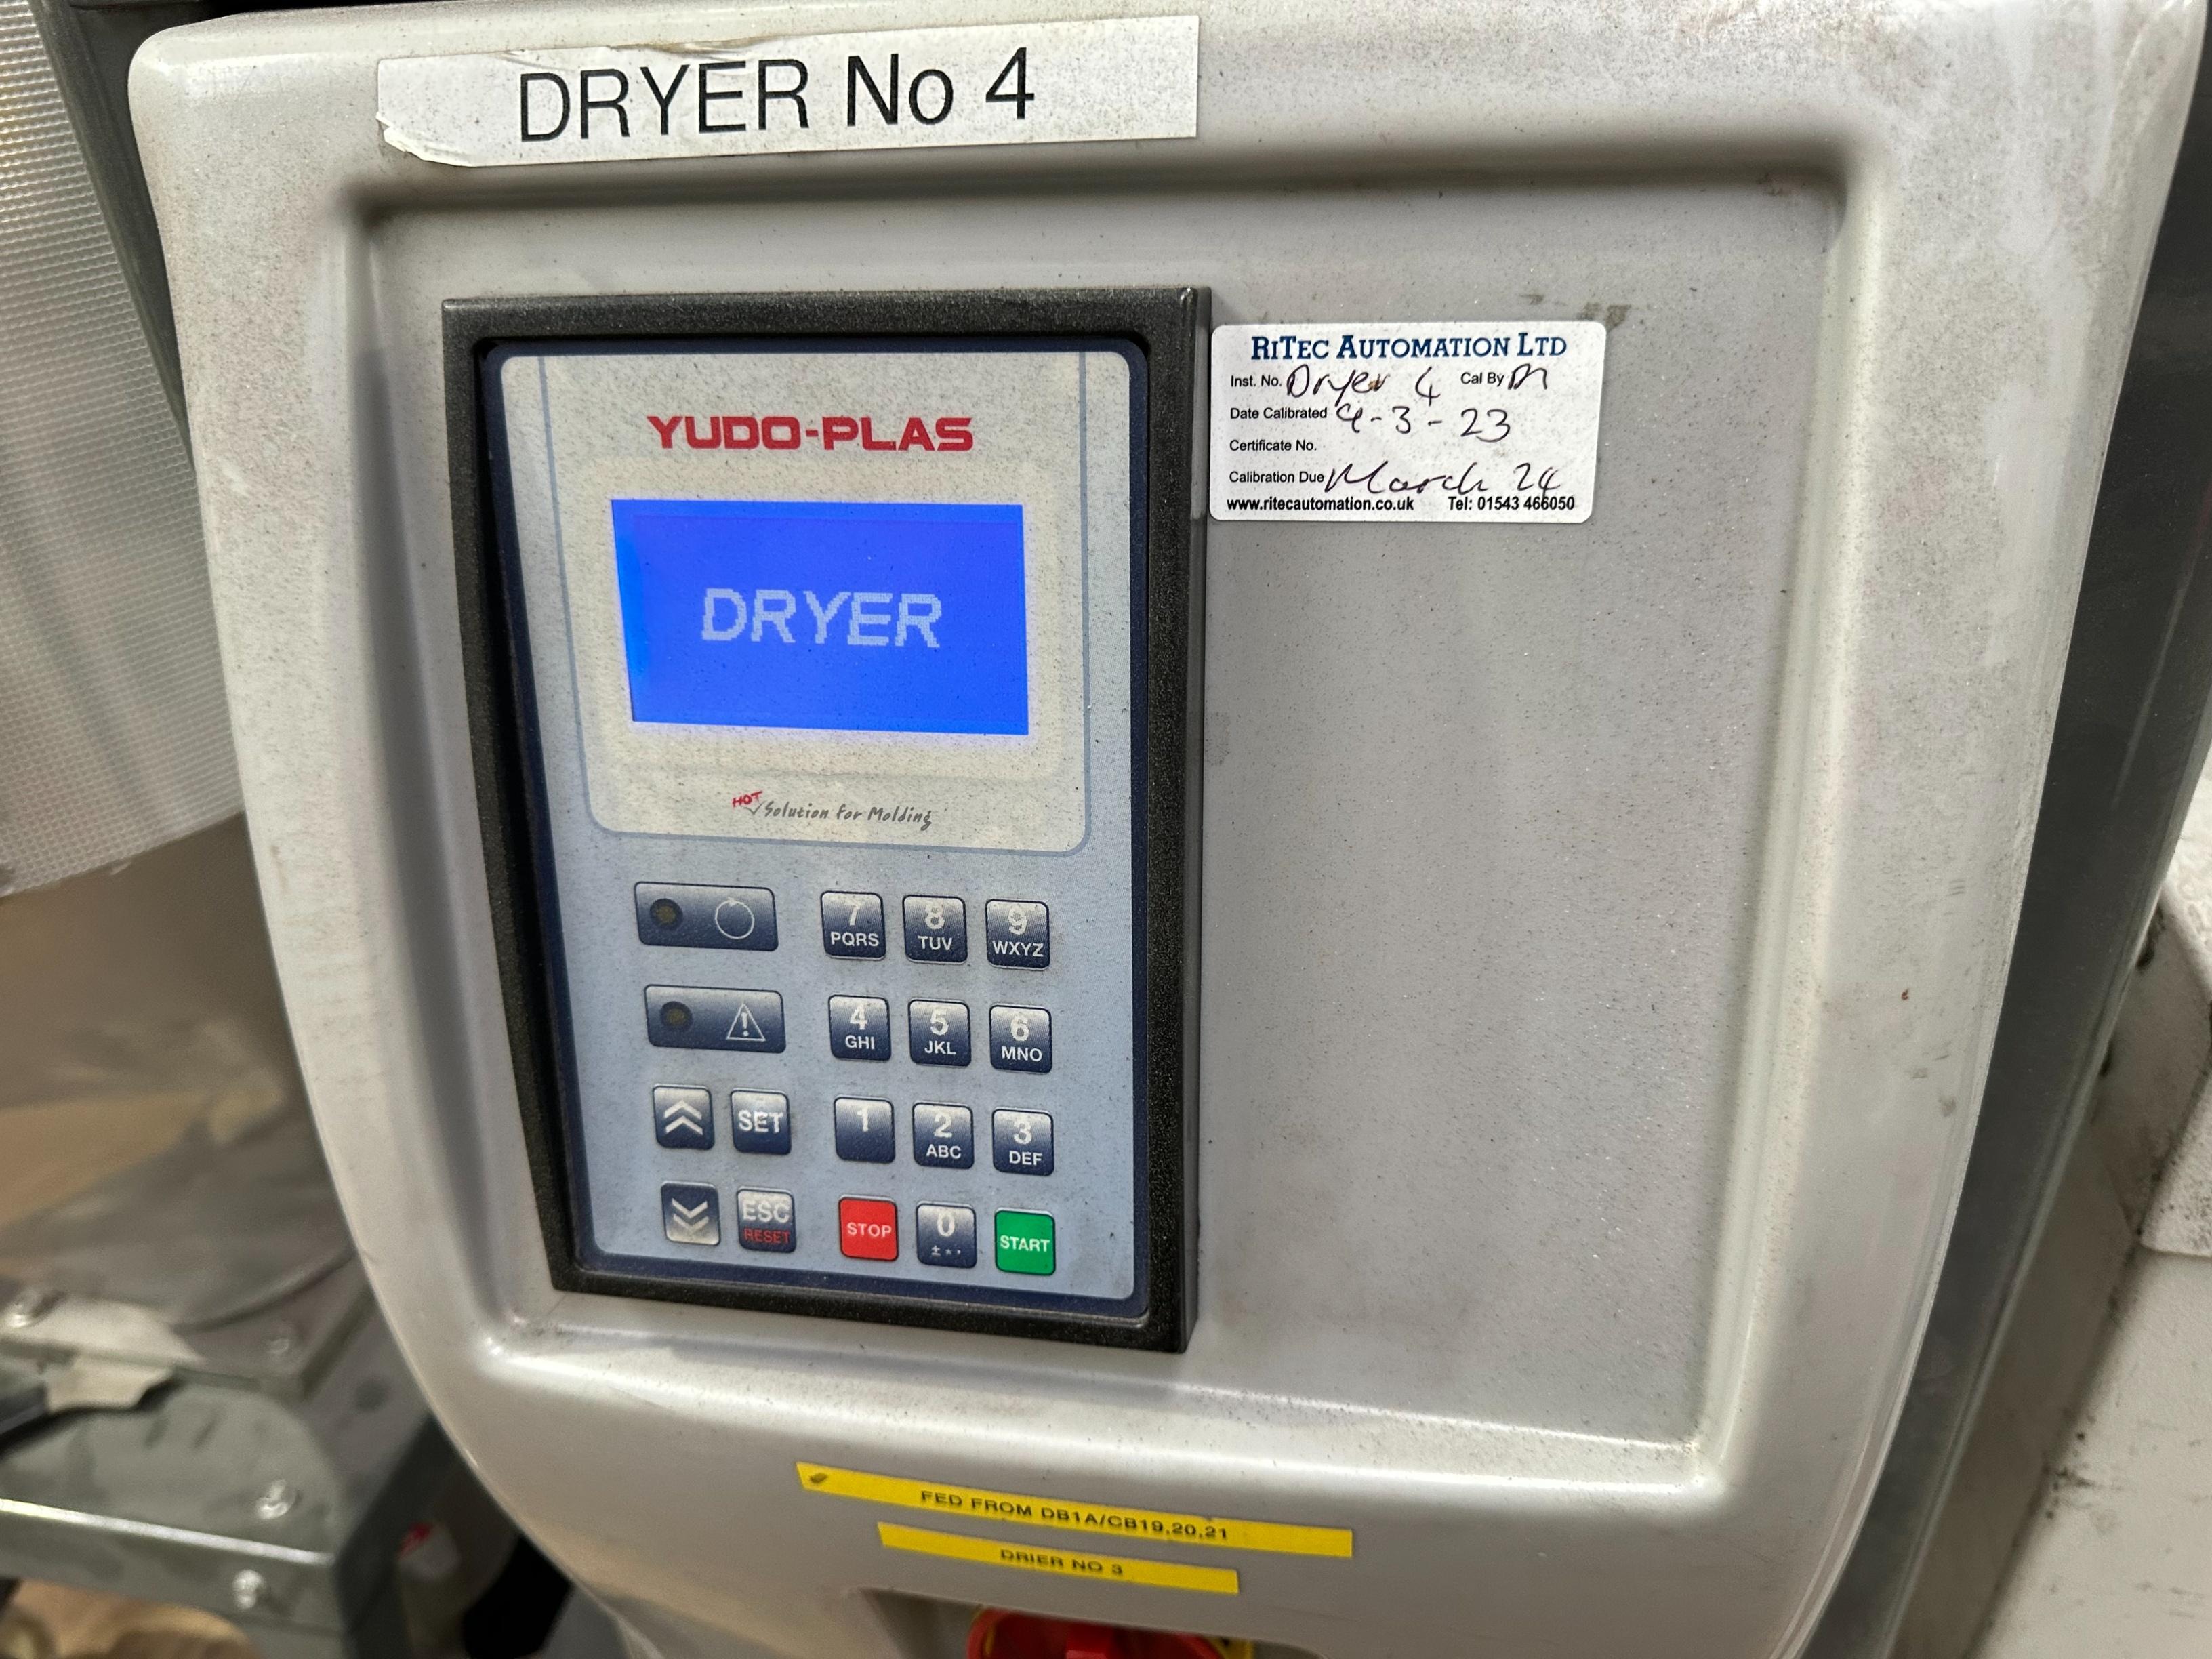 DRYER No 4
RITEC AUTOMATION LTD
Inst. No. Dryer 4 Cal By
Date Calibrated 4-3-23
Certificate No.
Calibration Due March 24
www.ritecautomation.co.uk Tel: 01543 466050
YUDO-PLAS
DRYER
HOT Solution For Molding
7 8 9
PQRS TUV WXYZ
4 5 6
GHI JKL MNO
SET 1 2 3
ABC DEF
ESC STOP 0 START
RESET ± * ·
FED FROM DB1A/CB19,20,21
DRIER NO 3